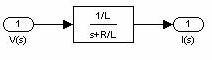 1
V(s)
1/L
s+R/L
1
I(s)